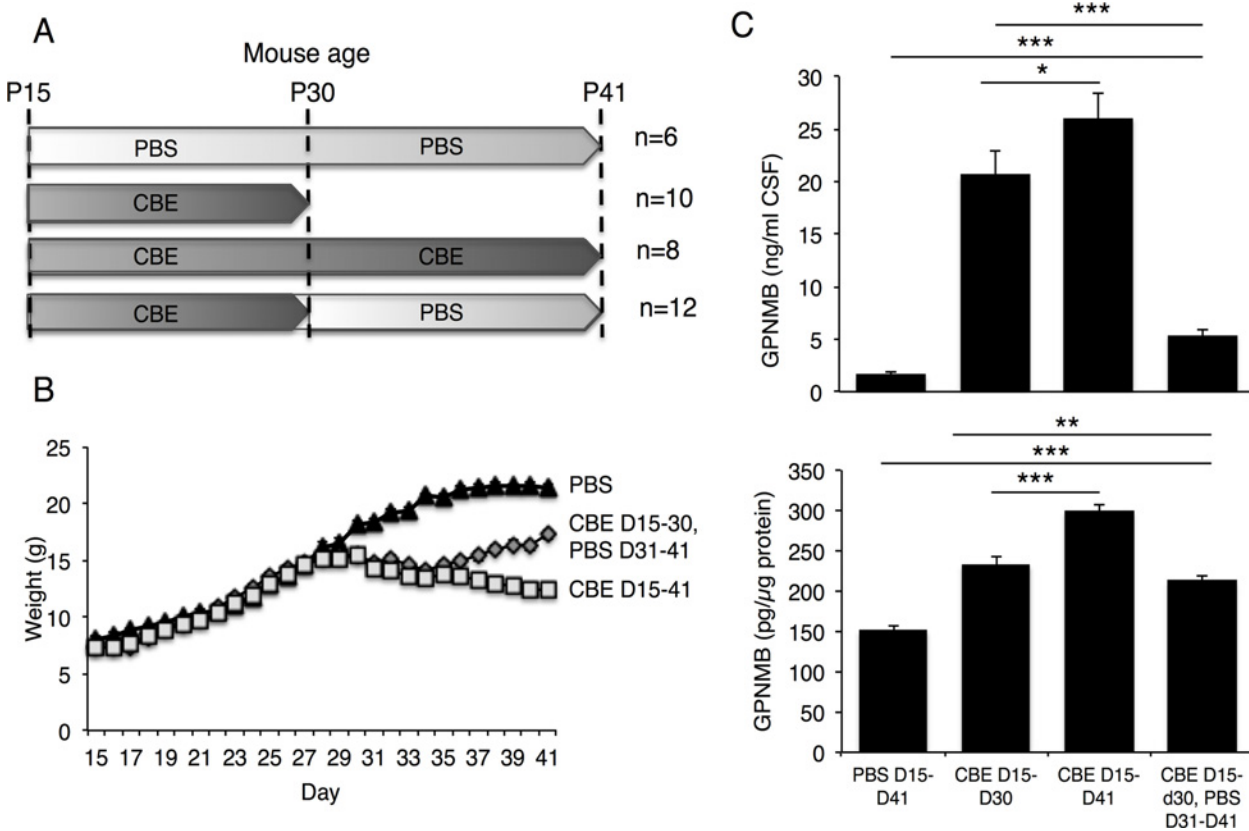 A
Mouse age
P15 P30 P41
PBS PBS n=6
CBE n=10
CBE CBE n=8
CBE PBS n=12
B
25
20
15
10
5
0
Weight (g)
PBS
CBE D15-30,
PBS D31-41
CBE D15-41
15 17 19 21 23 25 27 29 31 33 35 37 39 41
Day
C
***
***
*
30
25
20
15
10
5
0
GPNMB (ng/ml CSF)
**
***
***
350
300
250
200
150
100
50
0
GPNMB (pg/µg protein)
PBS D15-
D41
CBE D15-
D30
CBE D15-
D41
CBE D15-
d30, PBS
D31-D41